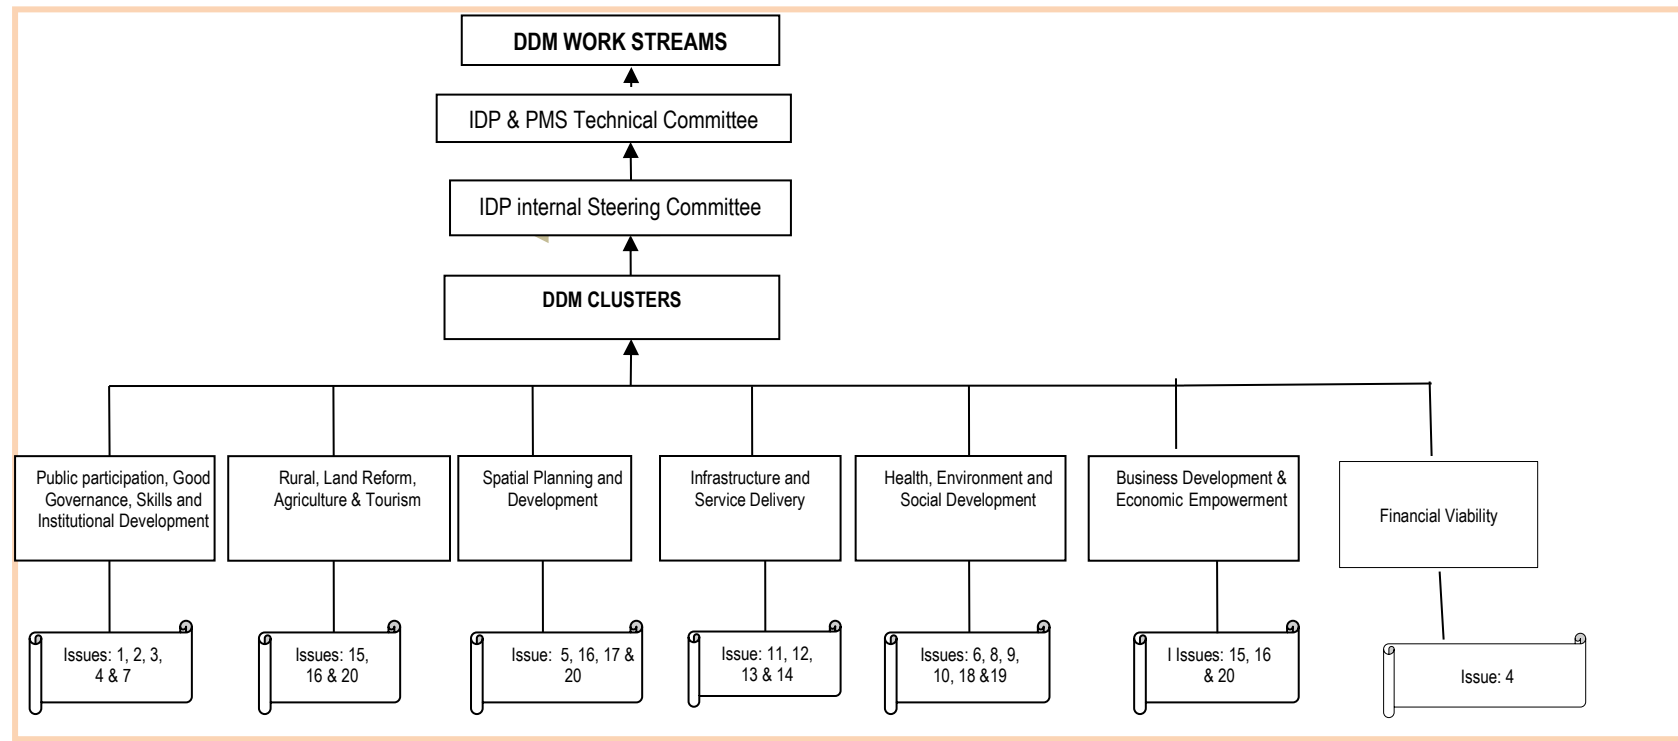 DDM WORK STREAMS
IDP & PMS Technical Committee
IDP internal Steering Committee
DDM CLUSTERS
Public participation, Good
Governance, Skills and
Institutional Development
Rural, Land Reform,
Agriculture & Tourism
Spatial Planning and
Development
Infrastructure and
Service Delivery
Health, Environment and
Social Development
Business Development &
Economic Empowerment
Financial Viability
Issues: 1, 2, 3,
4 & 7
Issues: 15,
16 & 20
Issue:  5, 16, 17 &
20
Issue: 11, 12,
13 & 14
Issues: 6, 8, 9,
10, 18 &19
I Issues: 15, 16
& 20
Issue: 4